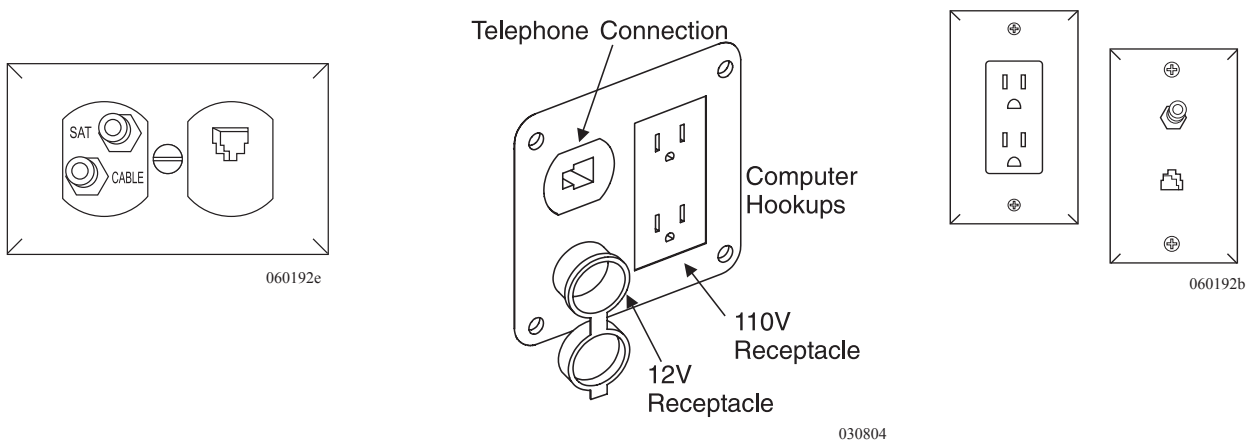 SAT
CABLE
060192e
Telephone Connection
Computer
Hookups
110V
Receptacle
12V
Receptacle
030804
060192b